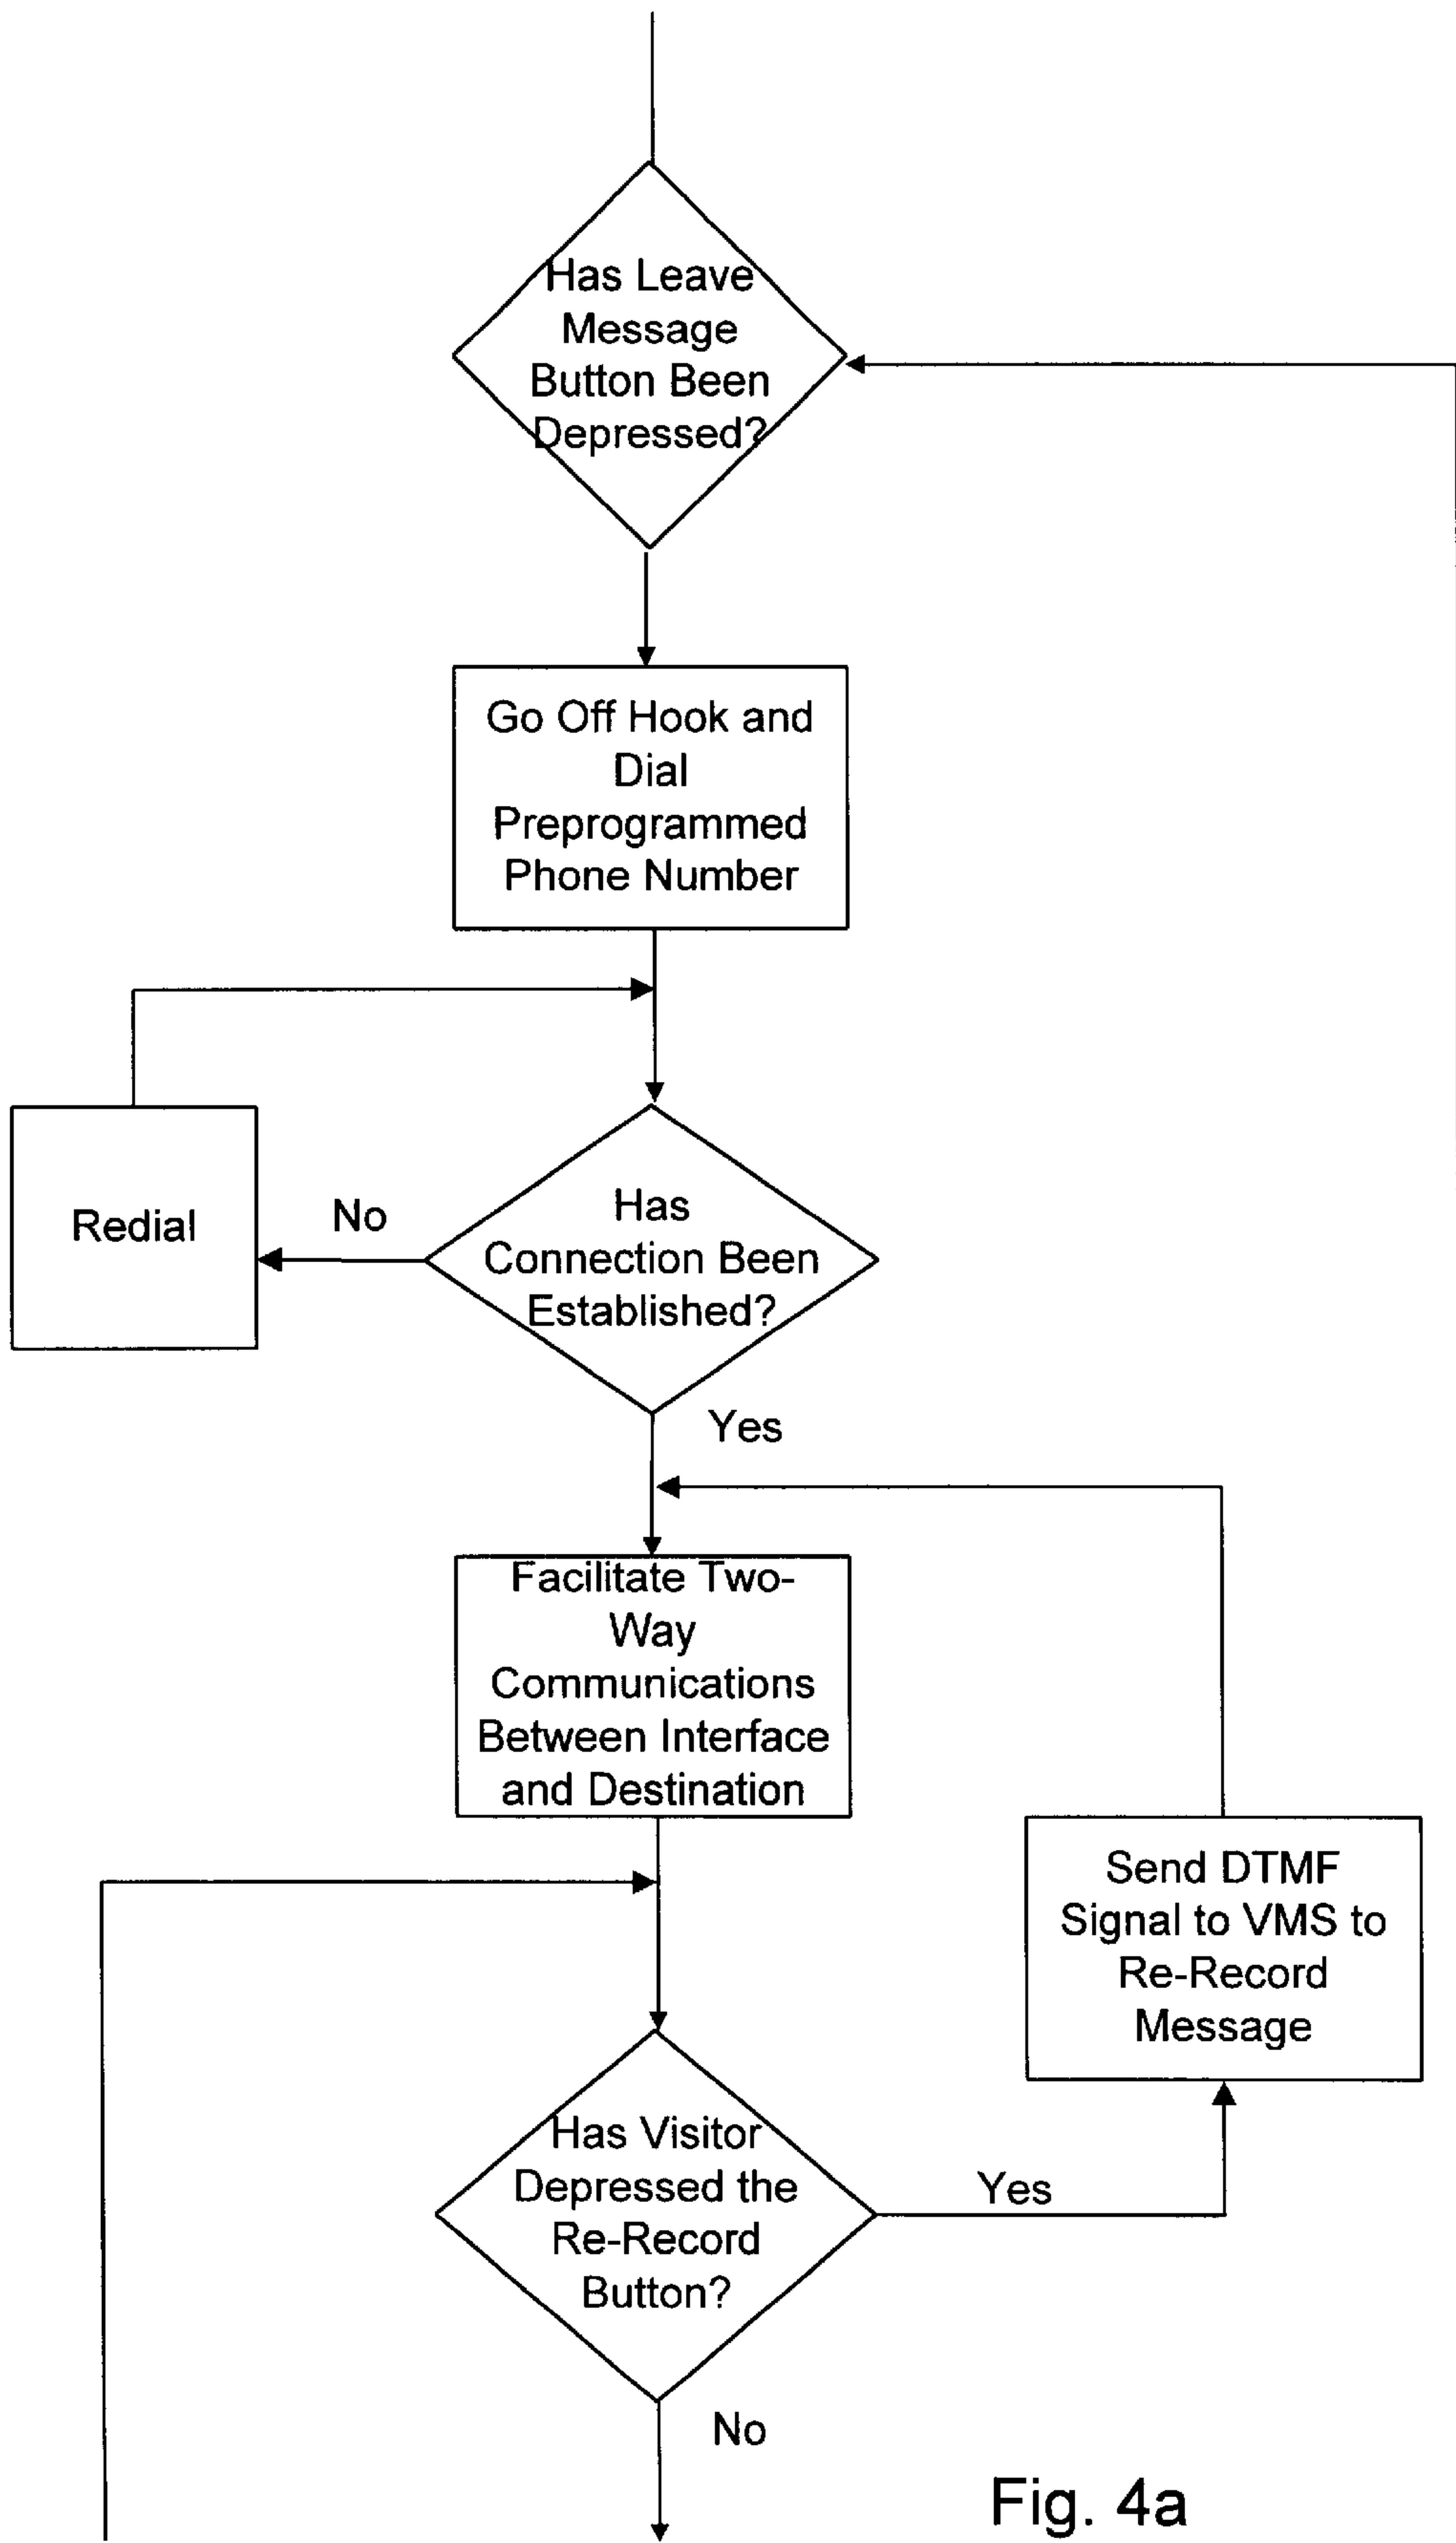 Has Leave
Message
Button Been
Depressed?
Go Off Hook and
Dial
Preprogrammed
Phone Number
Redial
No
Has
Connection Been
Established?
Yes
Facilitate Two-
Way
Communications
Between Interface
and Destination
Send DTMF
Signal to VMS to
Re-Record
Message
Has Visitor
Depressed the
Re-Record
Button?
Yes
No
Fig. 4a